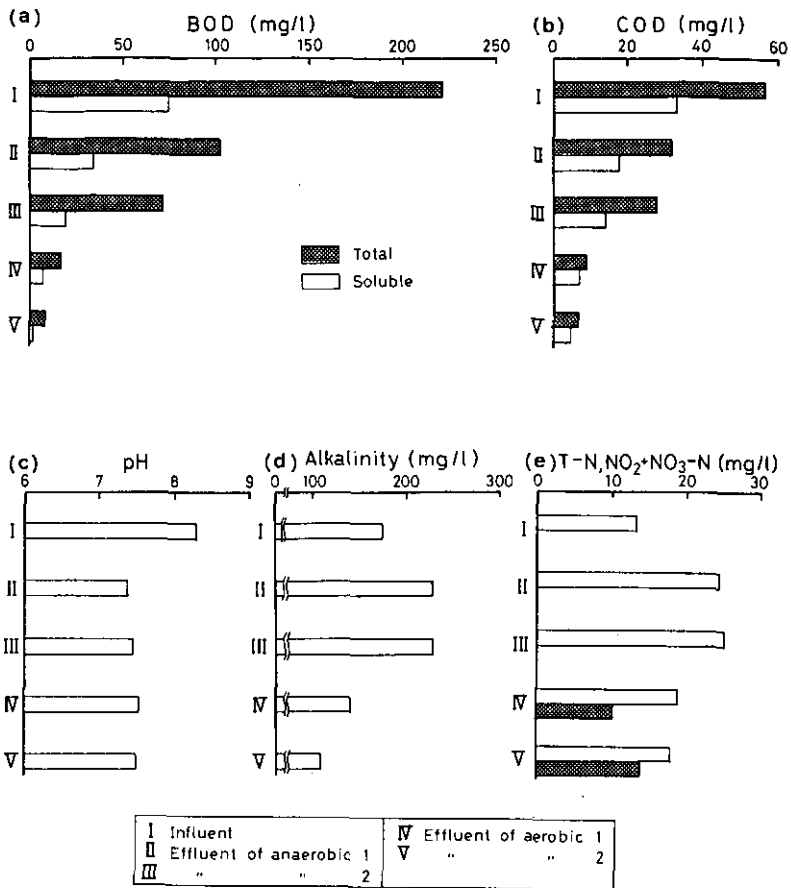 (a) BOD (mg/l)
0 50 100 150 200 250
I
II
III
IV
V
Total
Soluble
(b) COD (mg/l)
0 20 40 60
I
II
III
IV
V
(c) pH
6 7 8 9
I
II
III
IV
V
(d) Alkalinity (mg/l)
0 100 200 300
I
II
III
IV
V
(e) T-N,NO2+NO3-N (mg/l)
0 10 20 30
I
II
III
IV
V
I Influent
II Effluent of anaerobic 1
III " " 2
IV Effluent of aerobic 1
V " " 2